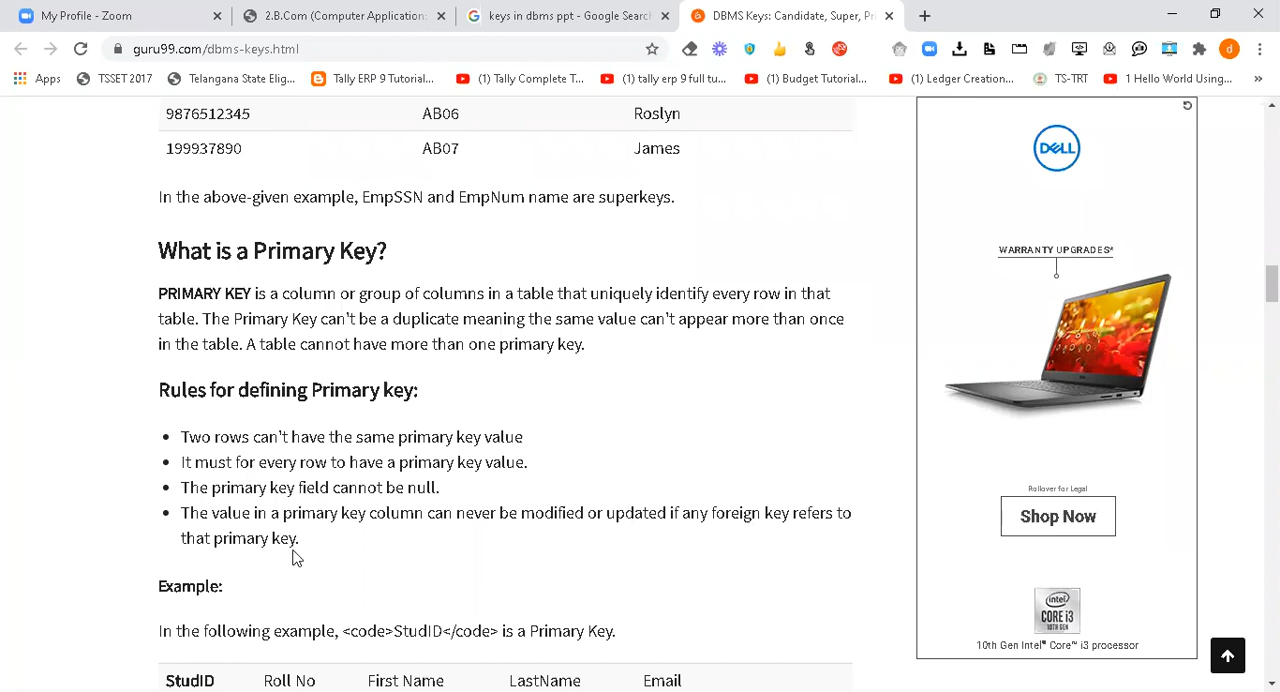 My Profile - Zoom
2.B.Com (Computer Application
keys in dbms ppt - Google Search
DBMS Keys: Candidate, Super, Pri
guru99.com/dbms-keys.html
d
Apps
TSSET 2017
Telangana State Elig...
Tally ERP 9 Tutorial...
(1) Tally Complete T...
(1) tally erp 9 full tu...
(1) Budget Tutorial...
(1) Ledger Creation...
TS-TRT
1 Hello World Using...
9876512345 AB06 Roslyn
199937890 AB07 James
In the above-given example, EmpSSN and EmpNum name are superkeys.
What is a Primary Key?
PRIMARY KEY is a column or group of columns in a table that uniquely identify every row in that
table. The Primary Key can't be a duplicate meaning the same value can't appear more than once
in the table. A table cannot have more than one primary key.
Rules for defining Primary key:
Two rows can't have the same primary key value
It must for every row to have a primary key value.
The primary key field cannot be null.
The value in a primary key column can never be modified or updated if any foreign key refers to
that primary key.
Example:
In the following example, <code>StudID</code> is a Primary Key.
StudID Roll No First Name LastName Email
DELL
WARRANTY UPGRADES*
Rollover for Legal
Shop Now
intel
CORE i3
10TH GEN
10th Gen Intel® Core™ i3 processor